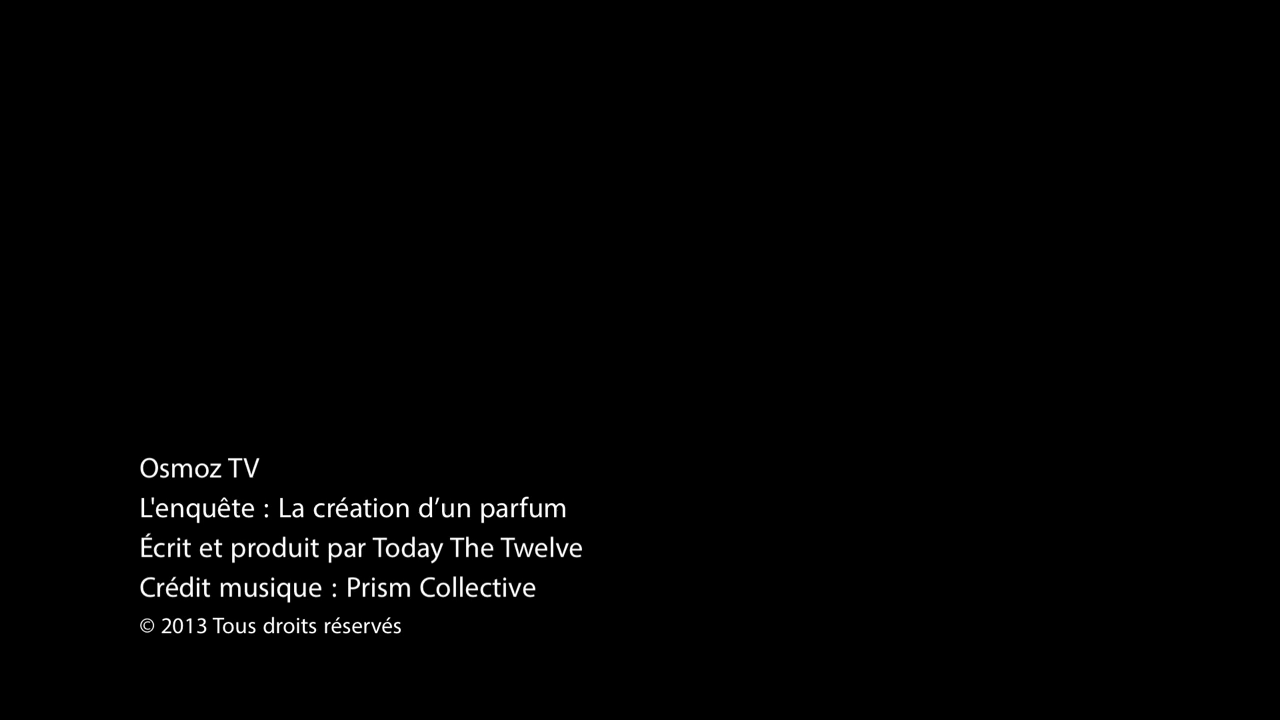 Osmoz TV
L'enquête : La création d’un parfum
Écrit et produit par Today The Twelve
Crédit musique : Prism Collective
© 2013 Tous droits réservés